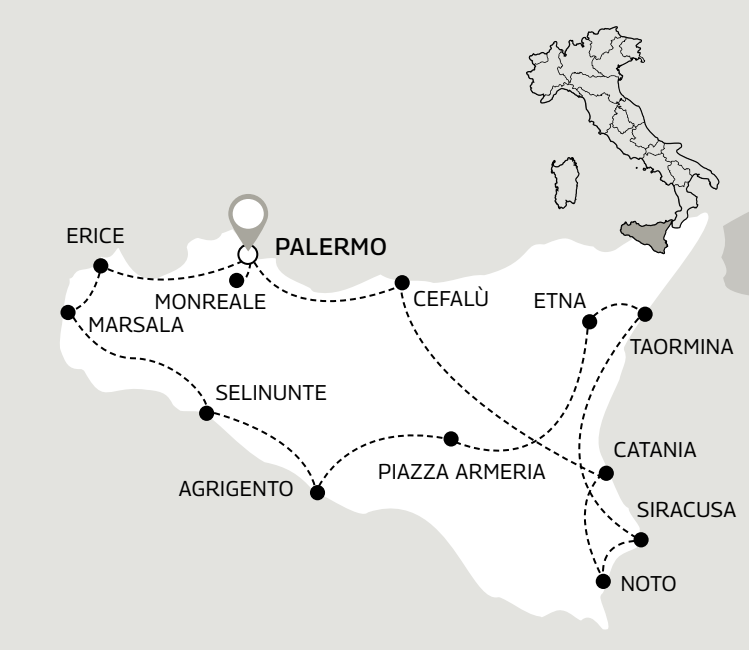 ERICE
PALERMO
MONREALE
CEFALÙ
ETNA
MARSALA
TAORMINA
SELINUNTE
CATANIA
PIAZZA ARMERIA
AGRIGENTO
SIRACUSA
NOTO